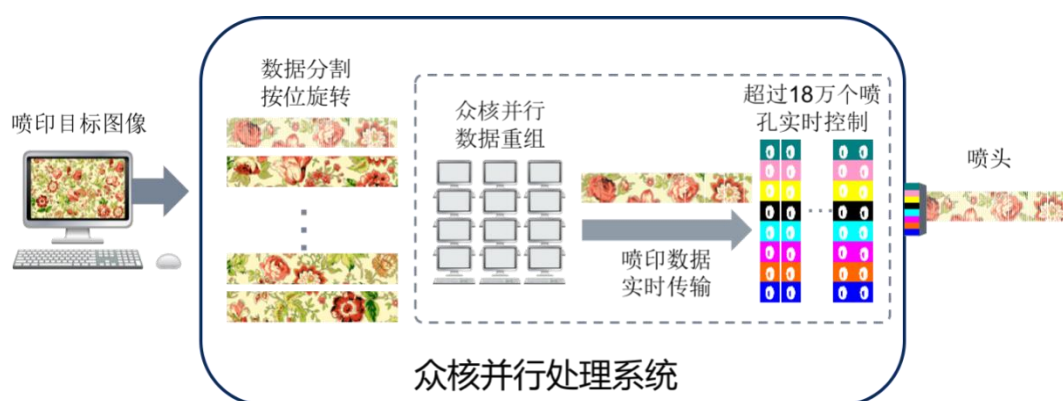 喷印目标图像
数据分割
按位旋转
众核并行
数据重组
喷印数据
实时传输
超过18万个喷
孔实时控制
喷头
众核并行处理系统